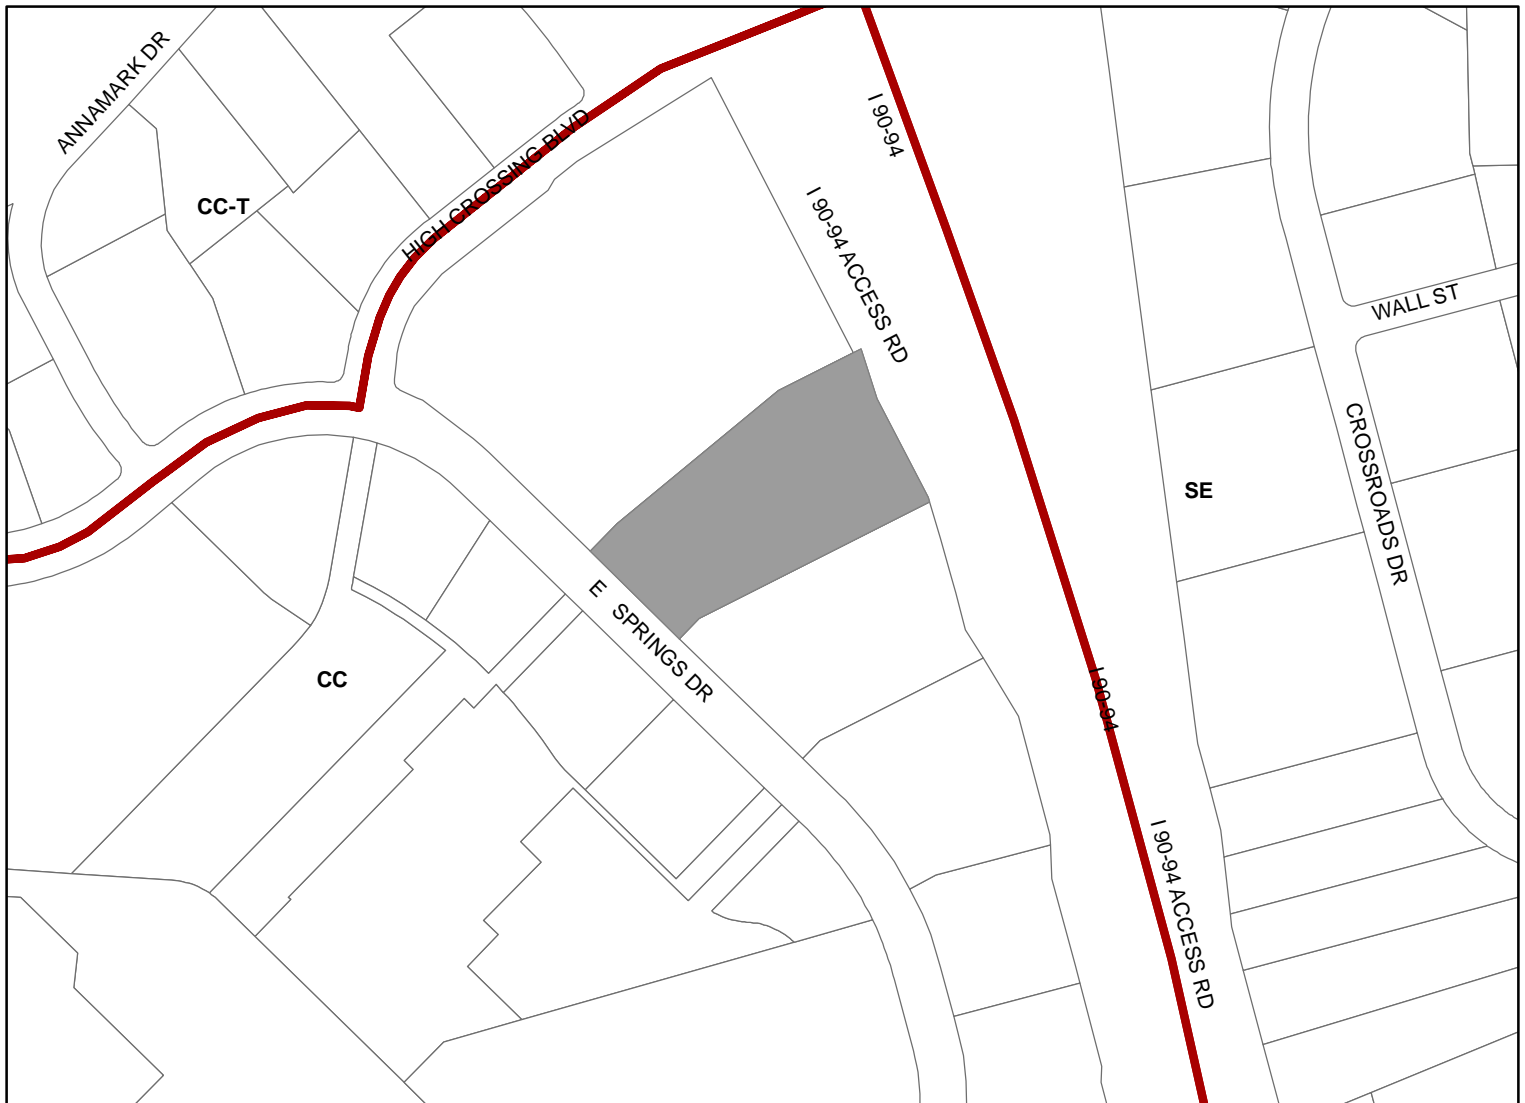 ANNAMARK DR
HIGH CROSSING BLVD
I 90-94
CC-T
I 90-94 ACCESS RD
WALL ST
CROSSROADS DR
SE
E SPRINGS DR
CC
I 90-94
I 90-94 ACCESS RD